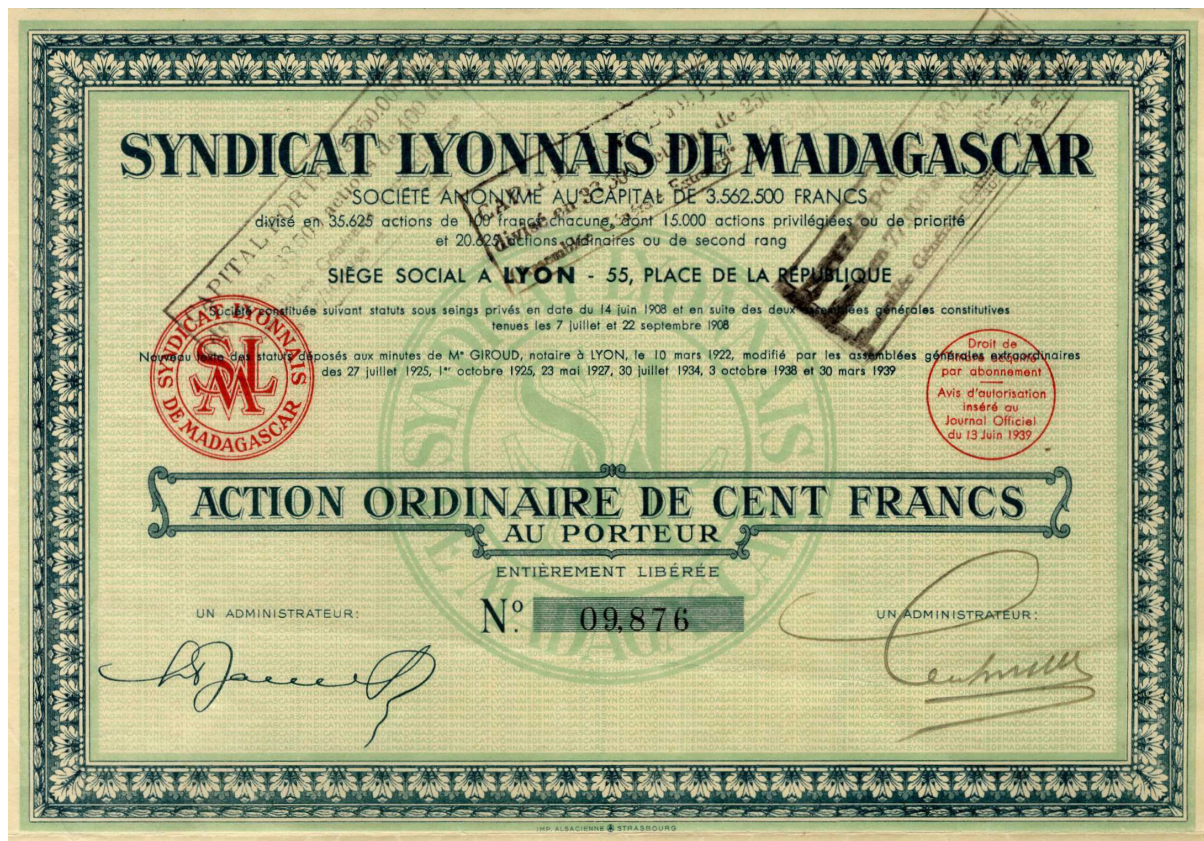 SYNDICAT LYONNAIS DE MADAGASCAR
SOCIÉTÉ ANONYME AU CAPITAL DE 3.562.500 FRANCS
divisé en 35.625 actions de 100 francs chacune, dont 15.000 actions privilégiées ou de priorité
et 20.625 actions ordinaires ou de second rang
SIÈGE SOCIAL A LYON - 55, PLACE DE LA RÉPUBLIQUE
Société constituée suivant statuts sous seings privés en date du 14 juin 1908 et en suite des deux assemblées générales constitutives
tenues les 7 juillet et 22 septembre 1908
Nouveau texte des statuts déposés aux minutes de Mᵉ GIROUD, notaire à LYON, le 10 mars 1922, modifié par les assemblées générales extraordinaires
des 27 juillet 1925, 1ᵉʳ octobre 1925, 23 mai 1927, 30 juillet 1934, 3 octobre 1938 et 30 mars 1939
SYNDICAT LYONNAIS
DE MADAGASCAR
SLM
Droit de
timbre acquitté
par abonnement
Avis d'autorisation
inséré au
Journal Officiel
du 13 Juin 1939
ACTION ORDINAIRE DE CENT FRANCS
AU PORTEUR
ENTIÈREMENT LIBÉRÉE
UN ADMINISTRATEUR:
Nº 09,876
UN ADMINISTRATEUR:
IMP. ALSACIENNE STRASBOURG